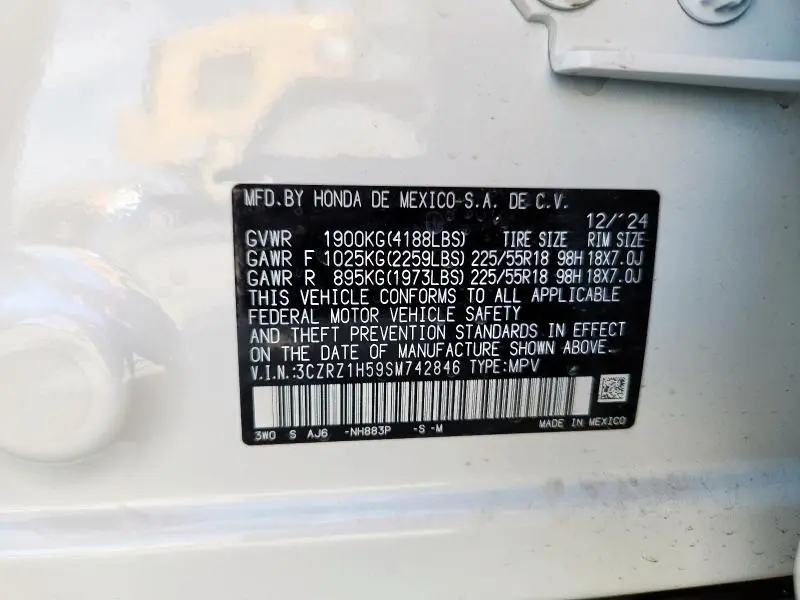 MFD.BY HONDA DE MEXICO S.A. DE C.V.
12/'24
GVWR 1900KG(4188LBS) TIRE SIZE RIM SIZE
GAWR F 1025KG(2259LBS) 225/55R18 98H 18X7.0J
GAWR R 895KG(1973LBS) 225/55R18 98H 18X7.0J
THIS VEHICLE CONFORMS TO ALL APPLICABLE
FEDERAL MOTOR VEHICLE SAFETY
AND THEFT PREVENTION STANDARDS IN EFFECT
ON THE DATE OF MANUFACTURE SHOWN ABOVE.
V.I.N.:3CZRZ1H59SM742846 TYPE:MPV
3W0 S AJ6 -NH883P -S -M MADE IN MEXICO